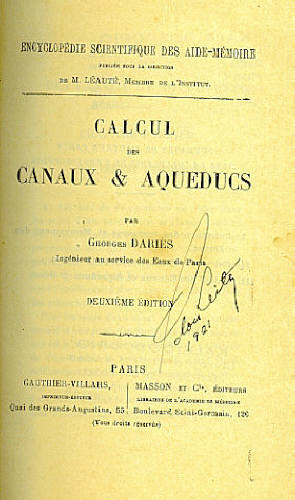 ENCYCLOPÉDIE SCIENTIFIQUE DES AIDE-MÉMOIRE
PUBLIÉE SOUS LA DIRECTION
DE M. LÉAUTÉ, MEMBRE DE L'INSTITUT.
CALCUL
DES
CANAUX & AQUEDUCS
PAR
GEORGES DARIÈS
Ingénieur au service des Eaux de Paris
DEUXIÈME ÉDITION
1921
PARIS
GAUTHIER-VILLARS,
IMPRIMEUR-ÉDITEUR
Quai des Grands-Augustins, 55
MASSON ET Cie, ÉDITEURS
LIBRAIRES DE L'ACADÉMIE DE MÉDECINE
Boulevard Saint-Germain, 120
(Tous droits réservés)